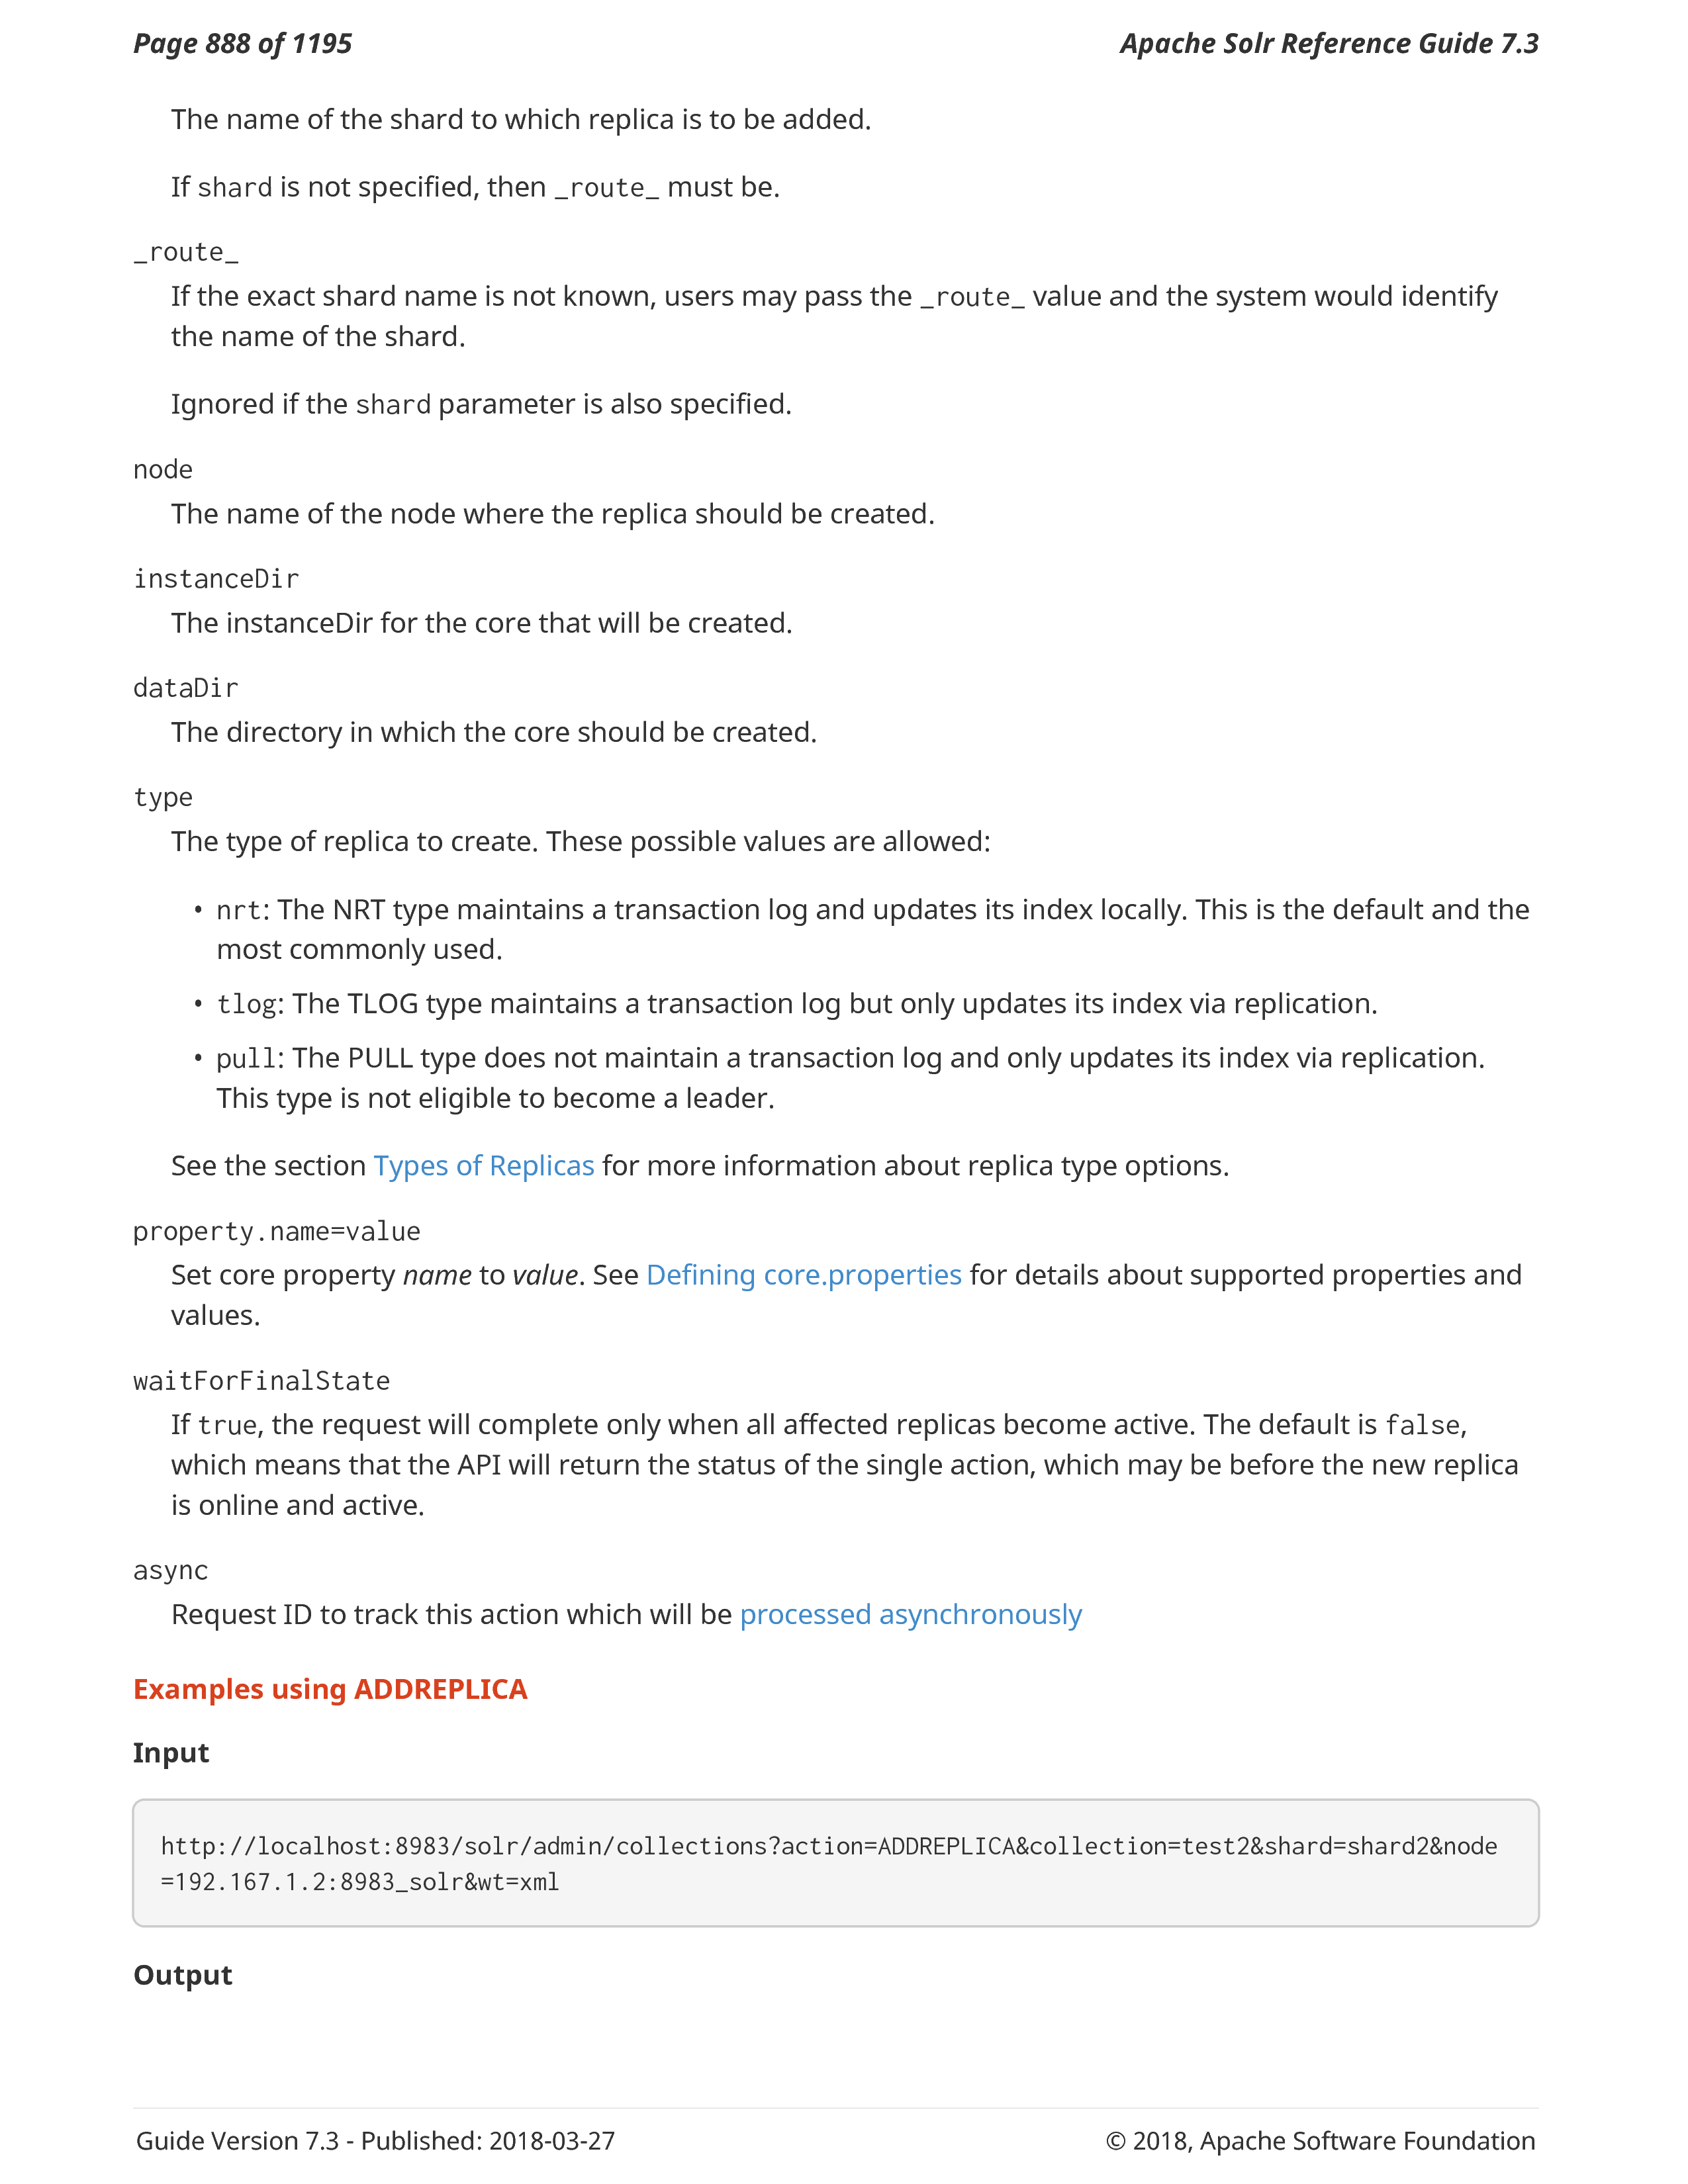 Page 888 of 1195
Apache Solr Reference Guide 7.3
The name of the shard to which replica is to be added.
If shard is not specified, then _route_ must be.
_route_
If the exact shard name is not known, users may pass the _route_ value and the system would identify
the name of the shard.
Ignored if the shard parameter is also specified.
node
The name of the node where the replica should be created.
instanceDir
The instanceDir for the core that will be created.
dataDir
The directory in which the core should be created.
type
The type of replica to create. These possible values are allowed:
• nrt: The NRT type maintains a transaction log and updates its index locally. This is the default and the
most commonly used.
• tlog: The TLOG type maintains a transaction log but only updates its index via replication.
• pull: The PULL type does not maintain a transaction log and only updates its index via replication.
This type is not eligible to become a leader.
See the section Types of Replicas for more information about replica type options.
property.name=value
Set core property name to value. See Defining core.properties for details about supported properties and
values.
waitForFinalState
If true, the request will complete only when all affected replicas become active. The default is false,
which means that the API will return the status of the single action, which may be before the new replica
is online and active.
async
Request ID to track this action which will be processed asynchronously
Examples using ADDREPLICA
Input
http://localhost:8983/solr/admin/collections?action=ADDREPLICA&collection=test2&shard=shard2&node
=192.167.1.2:8983_solr&wt=xml
Output
Guide Version 7.3 - Published: 2018-03-27
© 2018, Apache Software Foundation